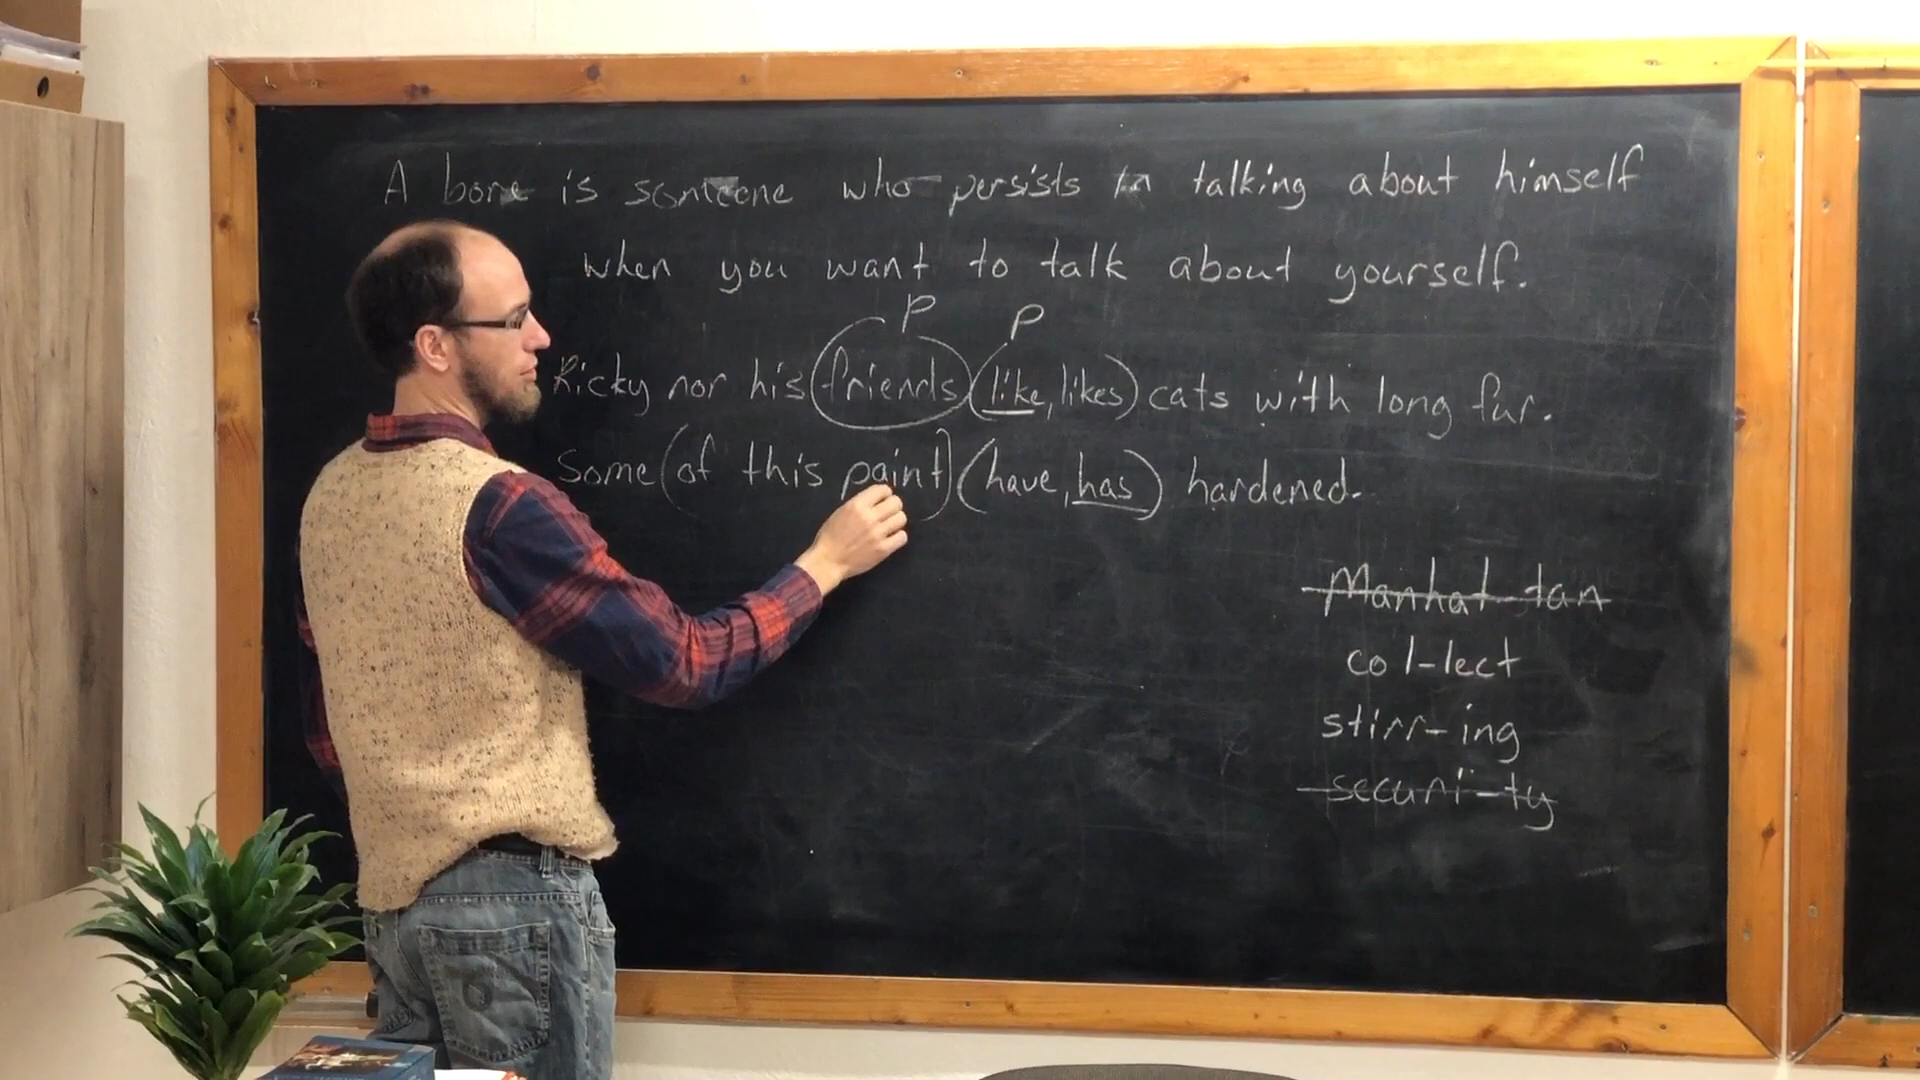 A bore is someone who persists in talking about himself
when you want to talk about yourself.
P P
Ricky nor his (friends) (like, likes) cats with long fur.
Some (of this paint) (have, has) hardened.
Manhat-tan
col-lect
stirr-ing
securi-ty